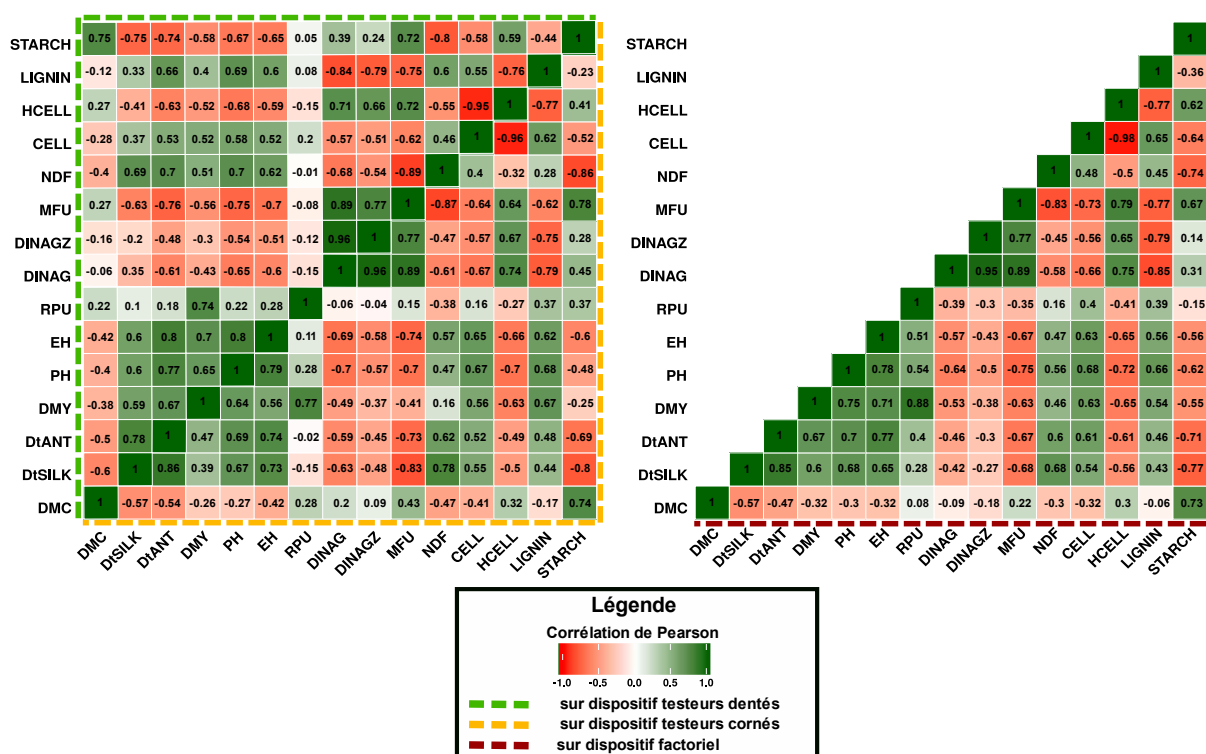 STARCH 0.75 -0.75 -0.74 -0.58 -0.67 -0.65 0.05 0.39 0.24 0.72 -0.8 -0.58 0.59 -0.44 1
LIGNIN -0.12 0.33 0.66 0.4 0.69 0.6 0.08 -0.84 -0.79 -0.75 0.6 0.55 -0.76 1 -0.23
HCELL 0.27 -0.41 -0.63 -0.52 -0.68 -0.59 -0.15 0.71 0.66 0.72 -0.55 -0.95 1 -0.77 0.41
CELL -0.28 0.37 0.53 0.52 0.58 0.52 0.2 -0.57 -0.51 -0.62 0.46 1 -0.96 0.62 -0.52
NDF -0.4 0.69 0.7 0.51 0.7 0.62 -0.01 -0.68 -0.54 -0.89 1 0.4 -0.32 0.28 -0.86
MFU 0.27 -0.63 -0.76 -0.56 -0.75 -0.7 -0.08 0.89 0.77 1 -0.87 -0.64 0.64 -0.62 0.78
DINAGZ -0.16 -0.2 -0.48 -0.3 -0.54 -0.51 -0.12 0.96 1 0.77 -0.47 -0.57 0.67 -0.75 0.28
DINAG -0.06 0.35 -0.61 -0.43 -0.65 -0.6 -0.15 1 0.96 0.89 -0.61 -0.67 0.74 -0.79 0.45
RPU 0.22 0.1 0.18 0.74 0.22 0.28 1 -0.06 -0.04 0.15 -0.38 0.16 -0.27 0.37 0.37
EH -0.42 0.6 0.8 0.7 0.8 1 0.11 -0.69 -0.58 -0.74 0.57 0.65 -0.66 0.62 -0.6
PH -0.4 0.6 0.77 0.65 1 0.79 0.28 -0.7 -0.57 -0.7 0.47 0.67 -0.7 0.68 -0.48
DMY -0.38 0.59 0.67 1 0.64 0.56 0.77 -0.49 -0.37 -0.41 0.16 0.56 -0.63 0.67 -0.25
DtANT -0.5 0.78 1 0.47 0.69 0.74 -0.02 -0.59 -0.45 -0.73 0.62 0.52 -0.49 0.48 -0.69
DtSILK -0.6 1 0.86 0.39 0.67 0.73 -0.15 -0.63 -0.48 -0.83 0.78 0.55 -0.5 0.44 -0.8
DMC 1 -0.57 -0.54 -0.26 -0.27 -0.42 0.28 0.2 0.09 0.43 -0.47 -0.41 0.32 -0.17 0.74
DMC DtSILK DtANT DMY PH EH RPU DINAG DINAGZ MFU NDF CELL HCELL LIGNIN STARCH
STARCH 1
LIGNIN 1 -0.36
HCELL 1 -0.77 0.62
CELL 1 -0.98 0.65 -0.64
NDF 1 0.48 -0.5 0.45 -0.74
MFU 1 -0.83 -0.73 0.79 -0.77 0.67
DINAGZ 1 0.77 -0.45 -0.56 0.65 -0.79 0.14
DINAG 1 0.95 0.89 -0.58 -0.66 0.75 -0.85 0.31
RPU 1 -0.39 -0.3 -0.35 0.16 0.4 -0.41 0.39 -0.15
EH 1 0.51 -0.57 -0.43 -0.67 0.47 0.63 -0.65 0.56 -0.56
PH 1 0.78 0.54 -0.64 -0.5 -0.75 0.56 0.68 -0.72 0.66 -0.62
DMY 1 0.75 0.71 0.88 -0.53 -0.38 -0.63 0.46 0.63 -0.65 0.54 -0.55
DtANT 1 0.67 0.7 0.77 0.4 -0.46 -0.3 -0.67 0.6 0.61 -0.61 0.46 -0.71
DtSILK 1 0.85 0.6 0.68 0.65 0.28 -0.42 -0.27 -0.68 0.68 0.54 -0.56 0.43 -0.77
DMC 1 -0.57 -0.47 -0.32 -0.3 -0.32 0.08 -0.09 -0.18 0.22 -0.3 -0.32 0.3 -0.06 0.73
DMC DtSILK DtANT DMY PH EH RPU DINAG DINAGZ MFU NDF CELL HCELL LIGNIN STARCH
Légende
Corrélation de Pearson
-1.0 -0.5 0.0 0.5 1.0
sur dispositif testeurs dentés
sur dispositif testeurs cornés
sur dispositif factoriel